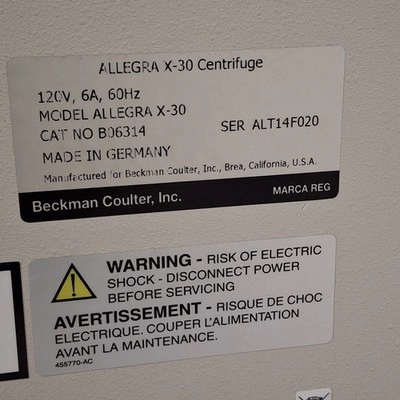 ALLEGRA X-30 Centrifuge
120V, 6A, 60Hz
MODEL ALLEGRA X-30
CAT NO B06314 SER ALT14F020
MADE IN GERMANY
Manufactured for Beckman Coulter, Inc., Brea, California, U.S.A.
Beckman Coulter, Inc. MARCA REG
WARNING - RISK OF ELECTRIC
SHOCK - DISCONNECT POWER
BEFORE SERVICING
AVERTISSEMENT - RISQUE DE CHOC
ELECTRIQUE. COUPER L'ALIMENTATION
AVANT LA MAINTENANCE.
455770-AC